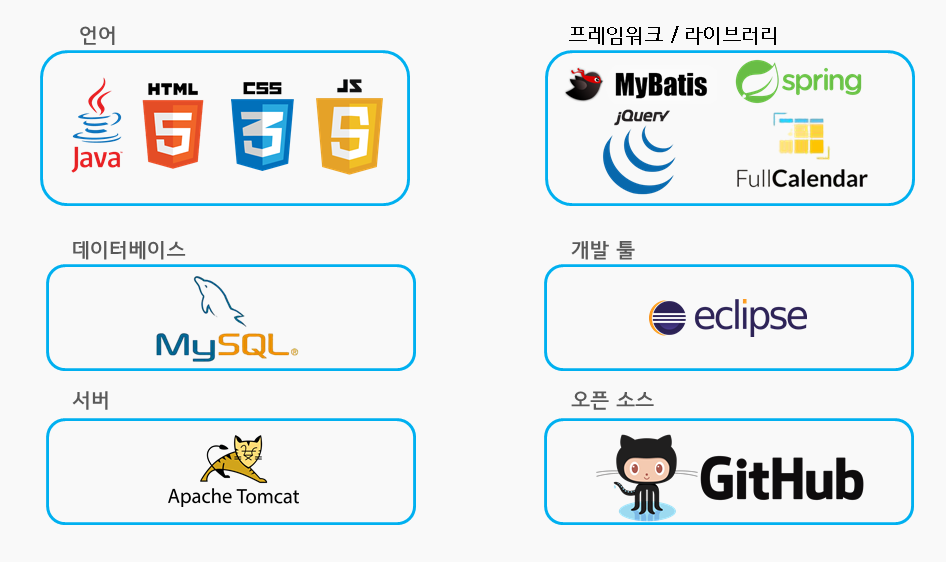 언어
프레임워크 / 라이브러리
HTML CSS JS
Java
5 3 5
MyBatis
spring
jQuery
FullCalendar
데이터베이스
개발 툴
MySQL®
eclipse
서버
오픈 소스
Apache Tomcat
GitHub